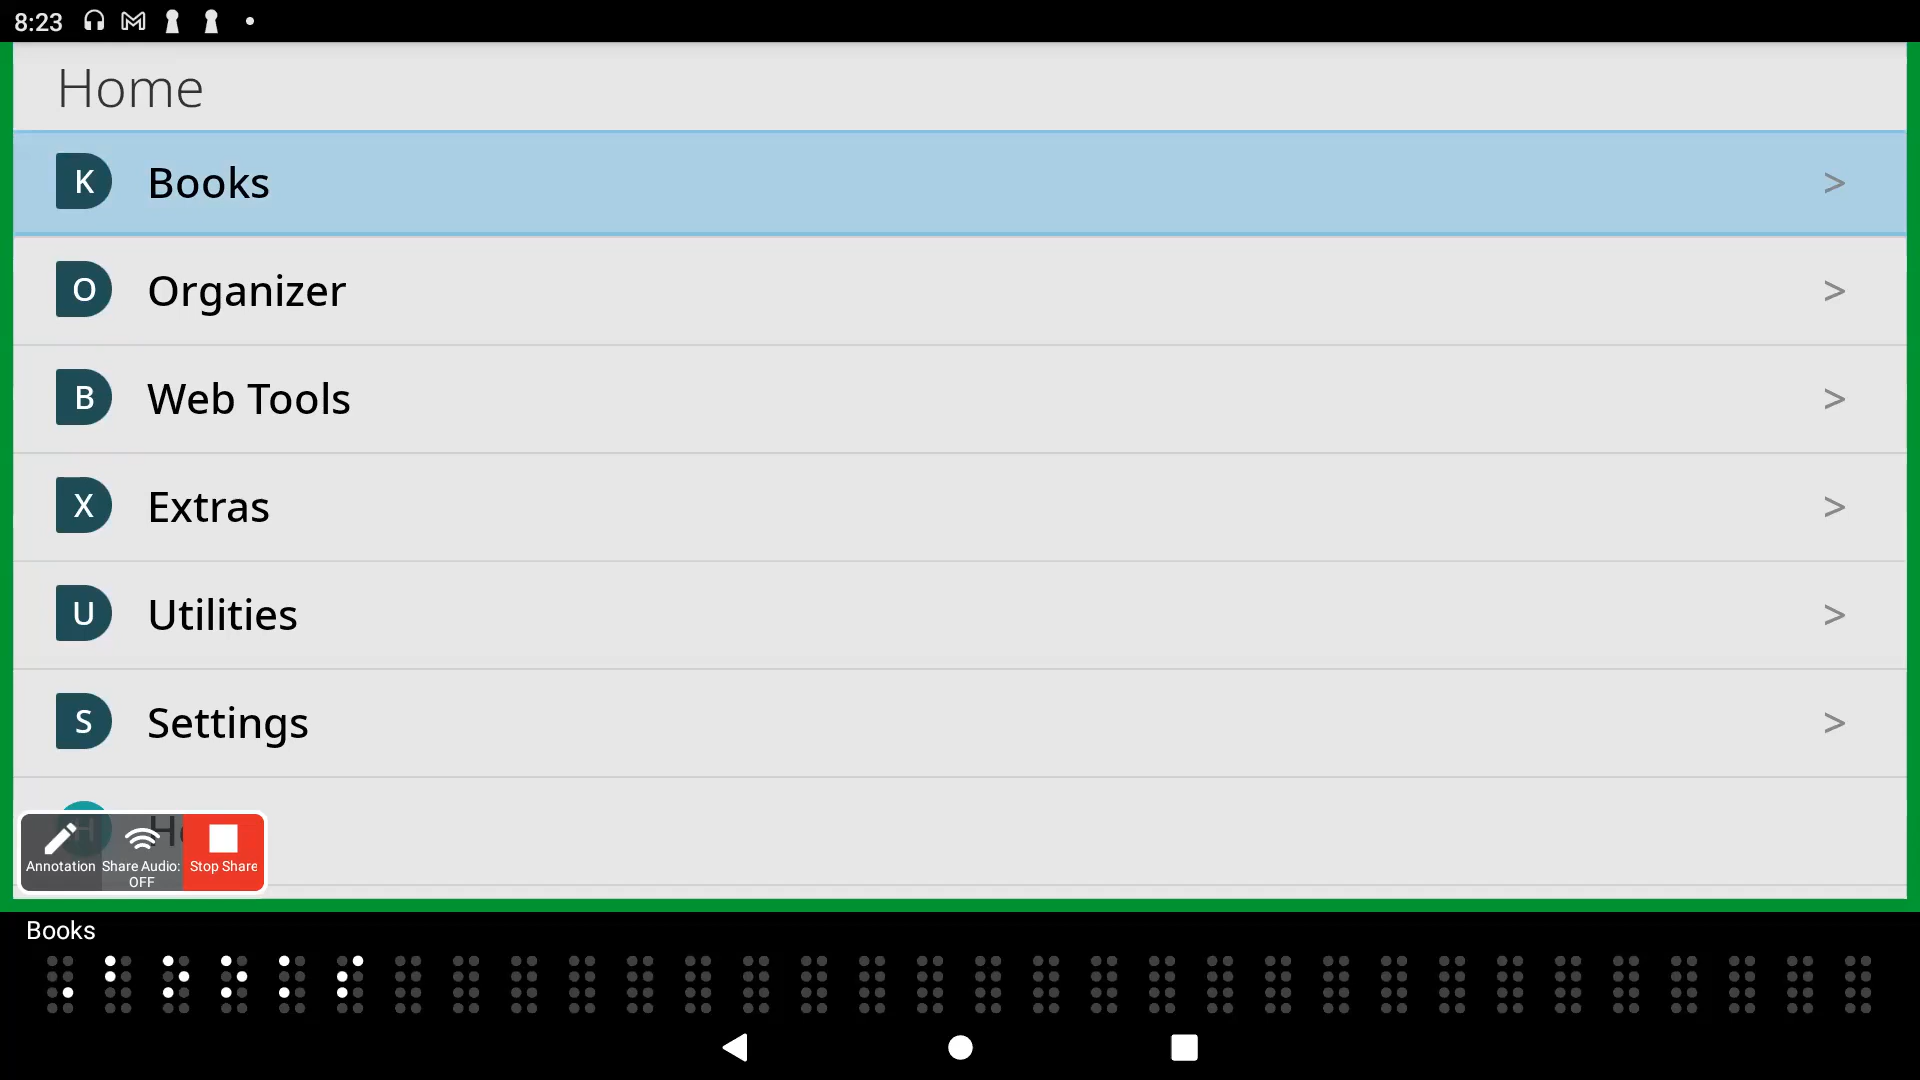 8:23
Home
K Books >
O Organizer >
B Web Tools >
X Extras >
U Utilities >
S Settings >
H
Annotation Share Audio: OFF Stop Share
Books
⠠⠃⠕⠕⠅⠎